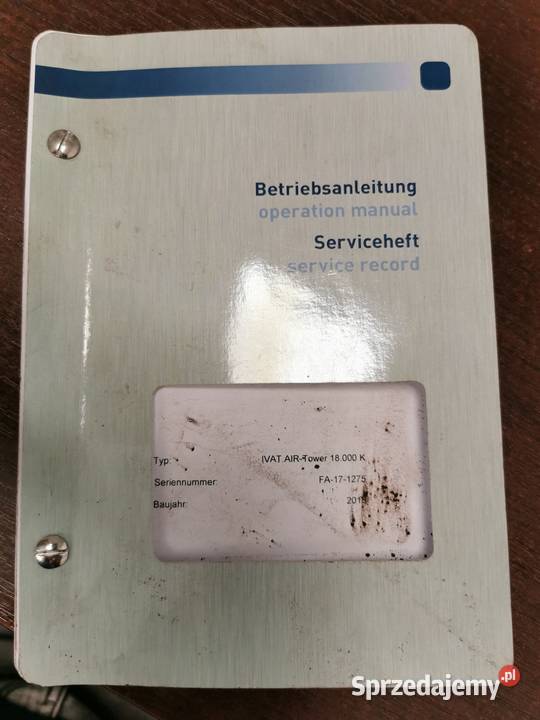 Betriebsanleitung
operation manual
Serviceheft
service record
Typ: IVAT AIR-Tower 18.000 K
Seriennummer: FA-17-1275
Baujahr:
Sprzedajemy.pl